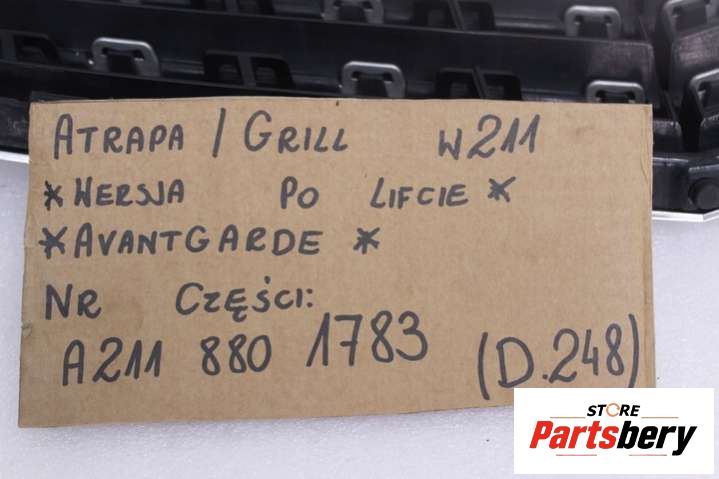 ATRAPA / GRILL W211
*WERSJA PO LIFCIE*
*AVANTGARDE*
NR CZĘŚCI:
A211 880 1783 (D.248)
STORE
Partsbery